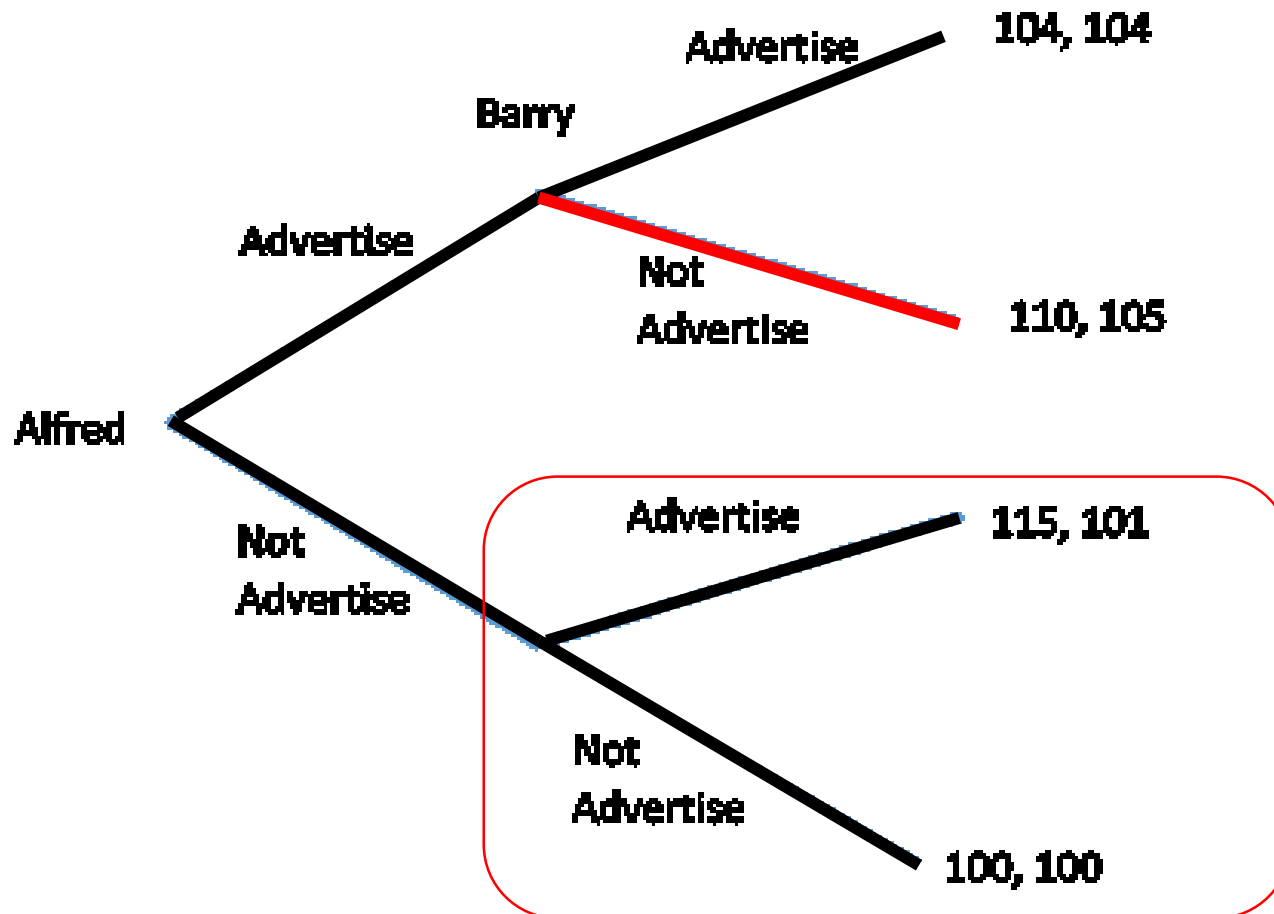 Advertise
104, 104
Barry
Advertise
Not
Advertise
110, 105
Alfred
Not
Advertise
Advertise
115, 101
Not
Advertise
100, 100